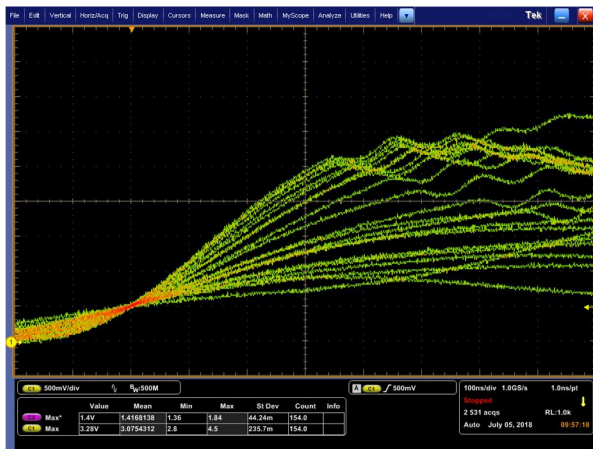 File Edit Vertical Horiz/Acq Trig Display Cursors Measure Mask Math MyScope Analyze Utilities Help Tek X
1
C1 500mV/div BW:500M
A C1 500mV
100ns/div 1.0GS/s 1.0ns/pt
Stopped
2 531 acqs RL:1.0k
Auto July 05, 2018 09:57:18
Value Mean Min Max St Dev Count Info
C3 Max* 1.4V 1.4168138 1.36 1.84 44.24m 154.0
C1 Max 3.28V 3.0754312 2.8 4.5 235.7m 154.0